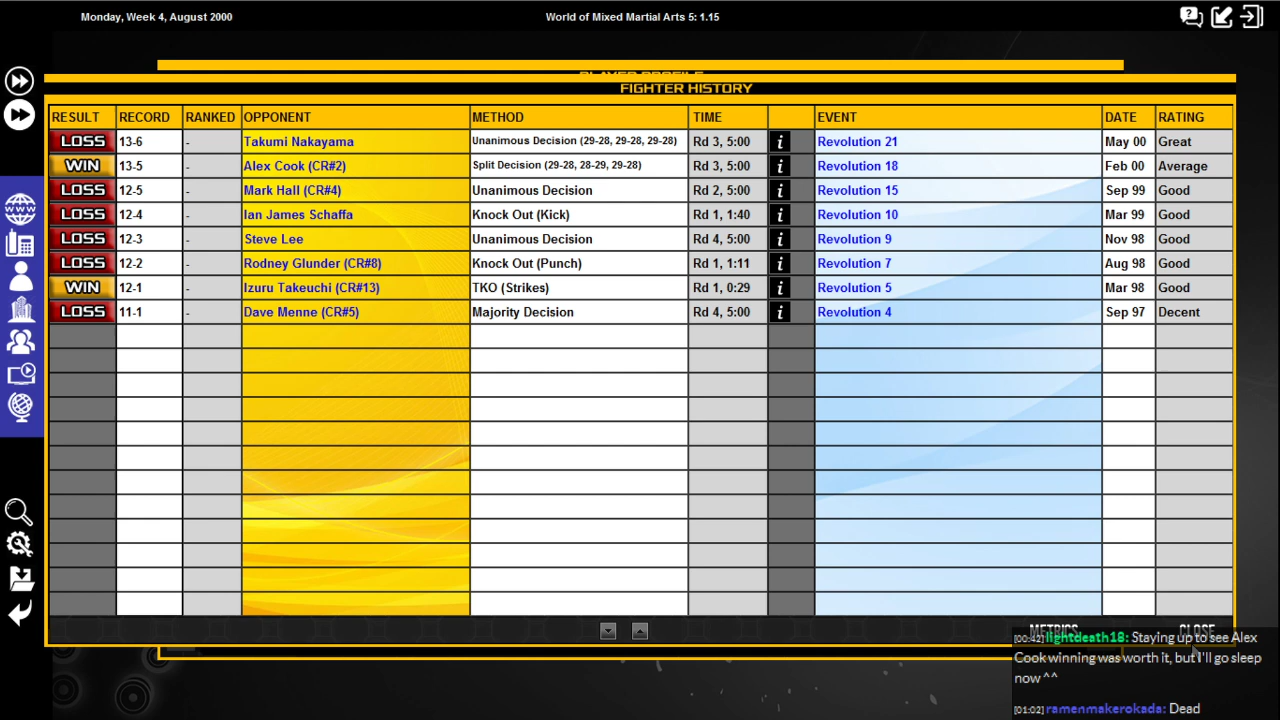 Monday, Week 4, August 2000 World of Mixed Martial Arts 5: 1.15
PLAYER PROFILE
FIGHTER HISTORY
RESULT RECORD RANKED OPPONENT METHOD TIME EVENT DATE RATING
LOSS 13-6 - Takumi Nakayama Unanimous Decision (29-28, 29-28, 29-28) Rd 3, 5:00 i Revolution 21 May 00 Great
WIN 13-5 - Alex Cook (CR#2) Split Decision (29-28, 28-29, 29-28) Rd 3, 5:00 i Revolution 18 Feb 00 Average
LOSS 12-5 - Mark Hall (CR#4) Unanimous Decision Rd 2, 5:00 i Revolution 15 Sep 99 Good
LOSS 12-4 - Ian James Schaffa Knock Out (Kick) Rd 1, 1:40 i Revolution 10 Mar 99 Good
LOSS 12-3 - Steve Lee Unanimous Decision Rd 4, 5:00 i Revolution 9 Nov 98 Good
LOSS 12-2 - Rodney Glunder (CR#8) Knock Out (Punch) Rd 1, 1:11 i Revolution 7 Aug 98 Good
WIN 12-1 - Izuru Takeuchi (CR#13) TKO (Strikes) Rd 1, 0:29 i Revolution 5 Mar 98 Good
LOSS 11-1 - Dave Menne (CR#5) Majority Decision Rd 4, 5:00 i Revolution 4 Sep 97 Decent
METRICS CLOSE
[00:42] lightdeath18: Staying up to see Alex
Cook winning was worth it, but I'll go sleep
now ^^
[01:02] ramenmakerokada: Dead
WWW